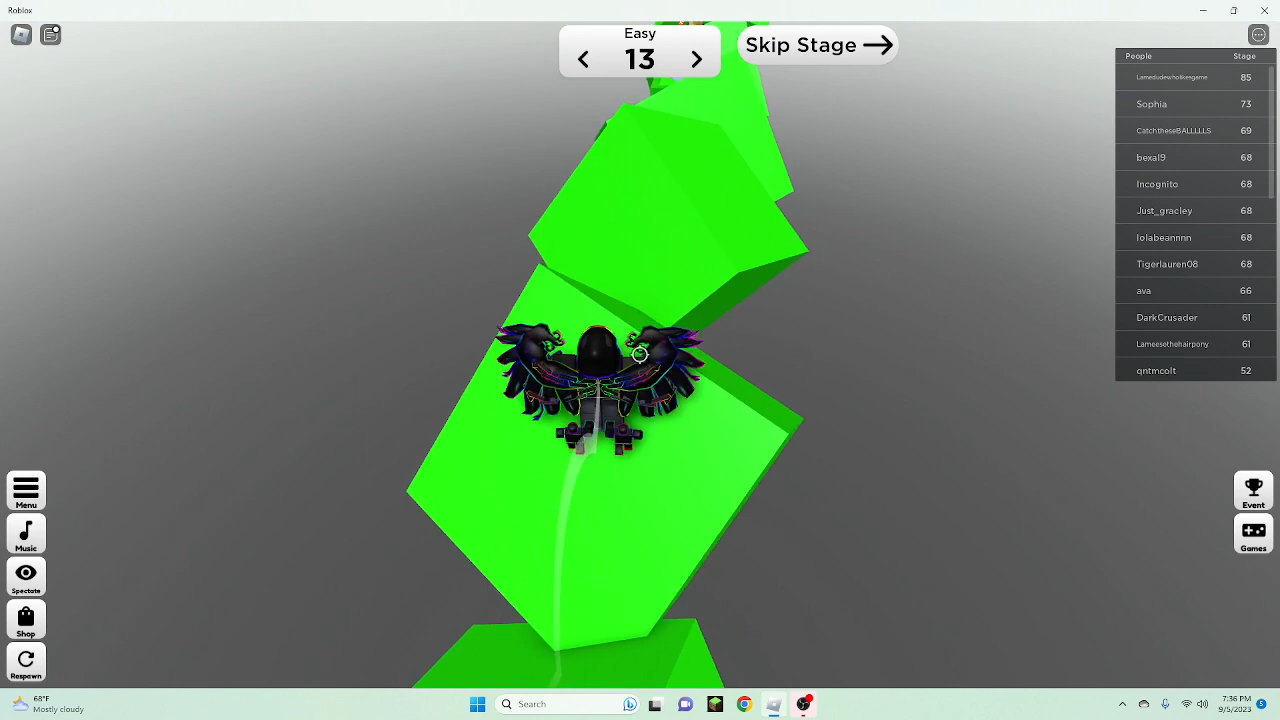 Roblox
Easy
13
Skip Stage
People Stage
Lamedudewholikesgame 85
Sophia 73
CatchtheseBALLLLLS 69
bexal9 68
Incognito 68
Just_gracley 68
lolabeannnn 68
Tigerlauren08 68
ava 66
DarkCrusader 61
Lameesethehairpony 61
qntmcolt 52
Menu
Music
Spectate
Shop
Respawn
Event
Games
68°F
Mostly cloudy
Search
7:36 PM
9/5/2023
5